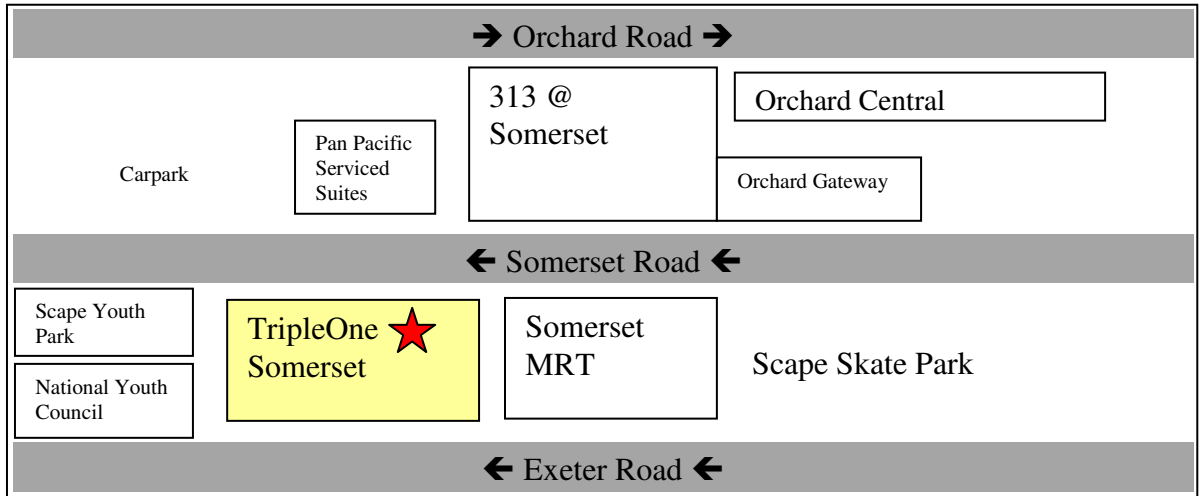 → Orchard Road →
313 @
Somerset
Orchard Central
Pan Pacific
Serviced
Suites
Carpark
Orchard Gateway
← Somerset Road ←
Scape Youth
Park
TripleOne
Somerset
Somerset
MRT
Scape Skate Park
National Youth
Council
← Exeter Road ←